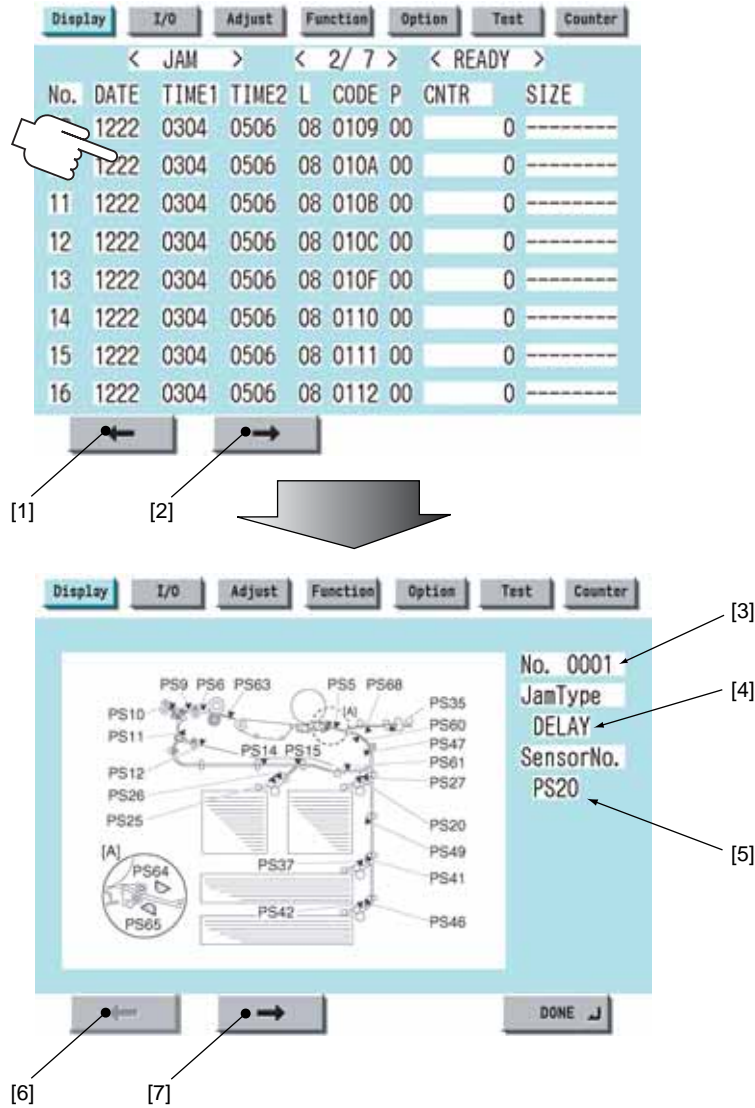 Display I/O Adjust Function Option Test Counter
< JAM > < 2/ 7 > < READY >
No. DATE TIME1 TIME2 L CODE P CNTR SIZE
1222 0304 0506 08 0109 00 0 --------
1222 0304 0506 08 010A 00 0 --------
11 1222 0304 0506 08 010B 00 0 --------
12 1222 0304 0506 08 010C 00 0 --------
13 1222 0304 0506 08 010F 00 0 --------
14 1222 0304 0506 08 0110 00 0 --------
15 1222 0304 0506 08 0111 00 0 --------
16 1222 0304 0506 08 0112 00 0 --------
[1] [2]
Display I/O Adjust Function Option Test Counter
[3]
No. 0001
[4]
JamType
DELAY
SensorNo.
PS20
[5]
PS9 PS6 PS63 PS5 PS68
PS35
PS10
[A]
PS60
PS11
PS47
PS14 PS15
PS61
PS12
PS27
PS26
PS25
PS20
PS49
[A]
PS64
PS37
PS41
PS42
PS65
PS46
DONE
[6] [7]